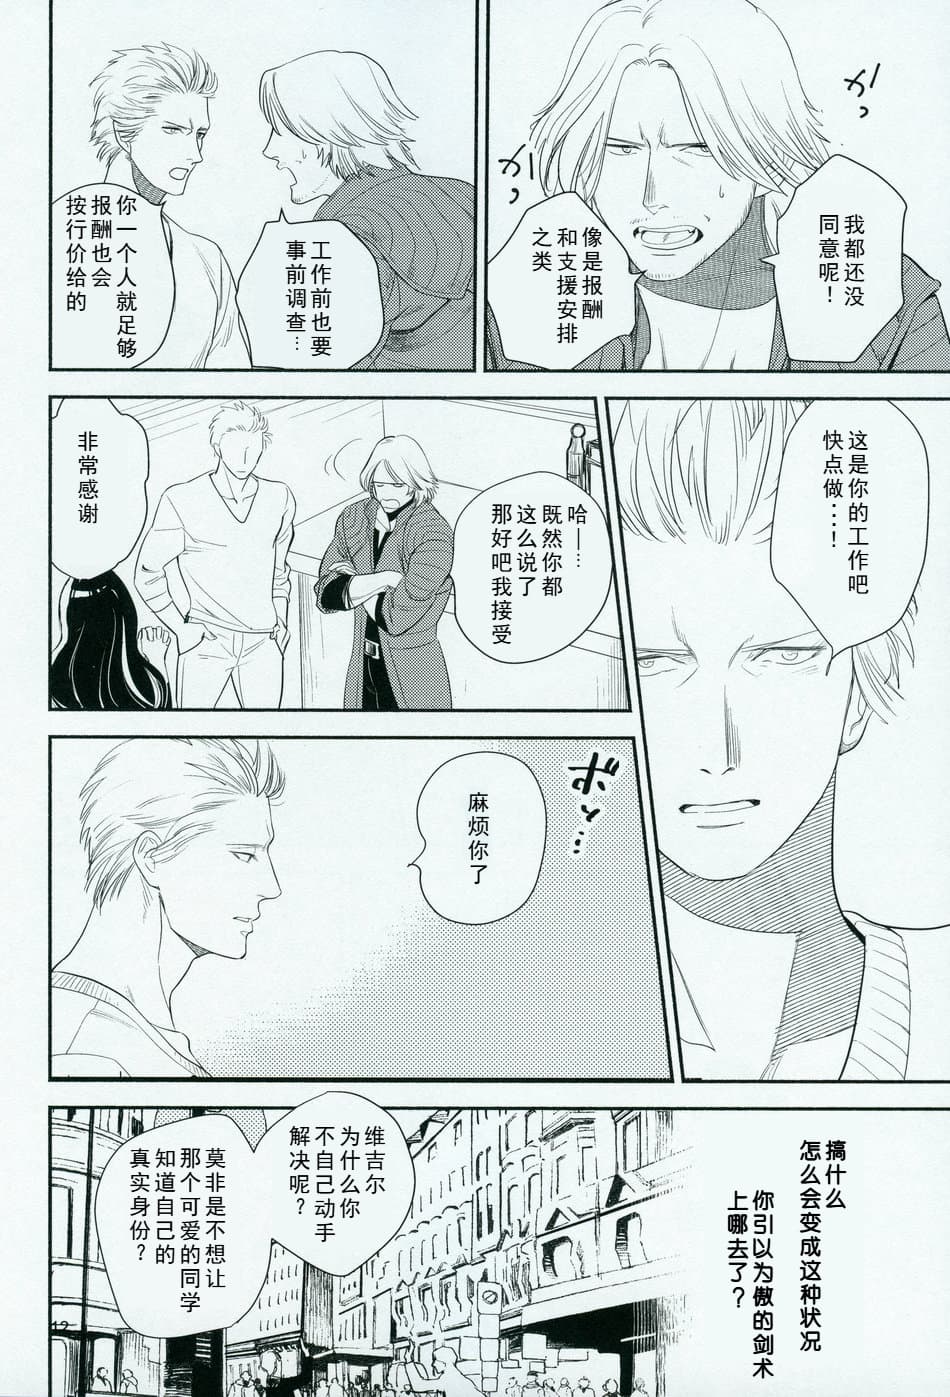 我都还没
同意呢！
像是报酬
和支援安排
之类
がっ
がっ
工作前也要
事前调查…
你一个人就足够
报酬也会
按行价给的
这是你的工作吧
快点做…！
哈—…
既然你都
这么说了
那好吧我接受
非常感谢
ボソッ…
麻烦你了
搞什么
怎么会变成这种状况
你引以为傲的剑术
上哪去了？
维吉尔
为什么你
不自己动手
解决呢？
莫非是不想让
那个可爱的同学
知道自己的
真实身份？
12